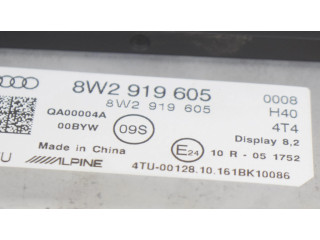 8W2 919 605 0008
8W2 919 605 H40
QA00004A 4T4
00BYW 09S Display 8,2
E24 10 R - 05 1752
Made in China
ALPINE 4TU-00128.10.161BK10086